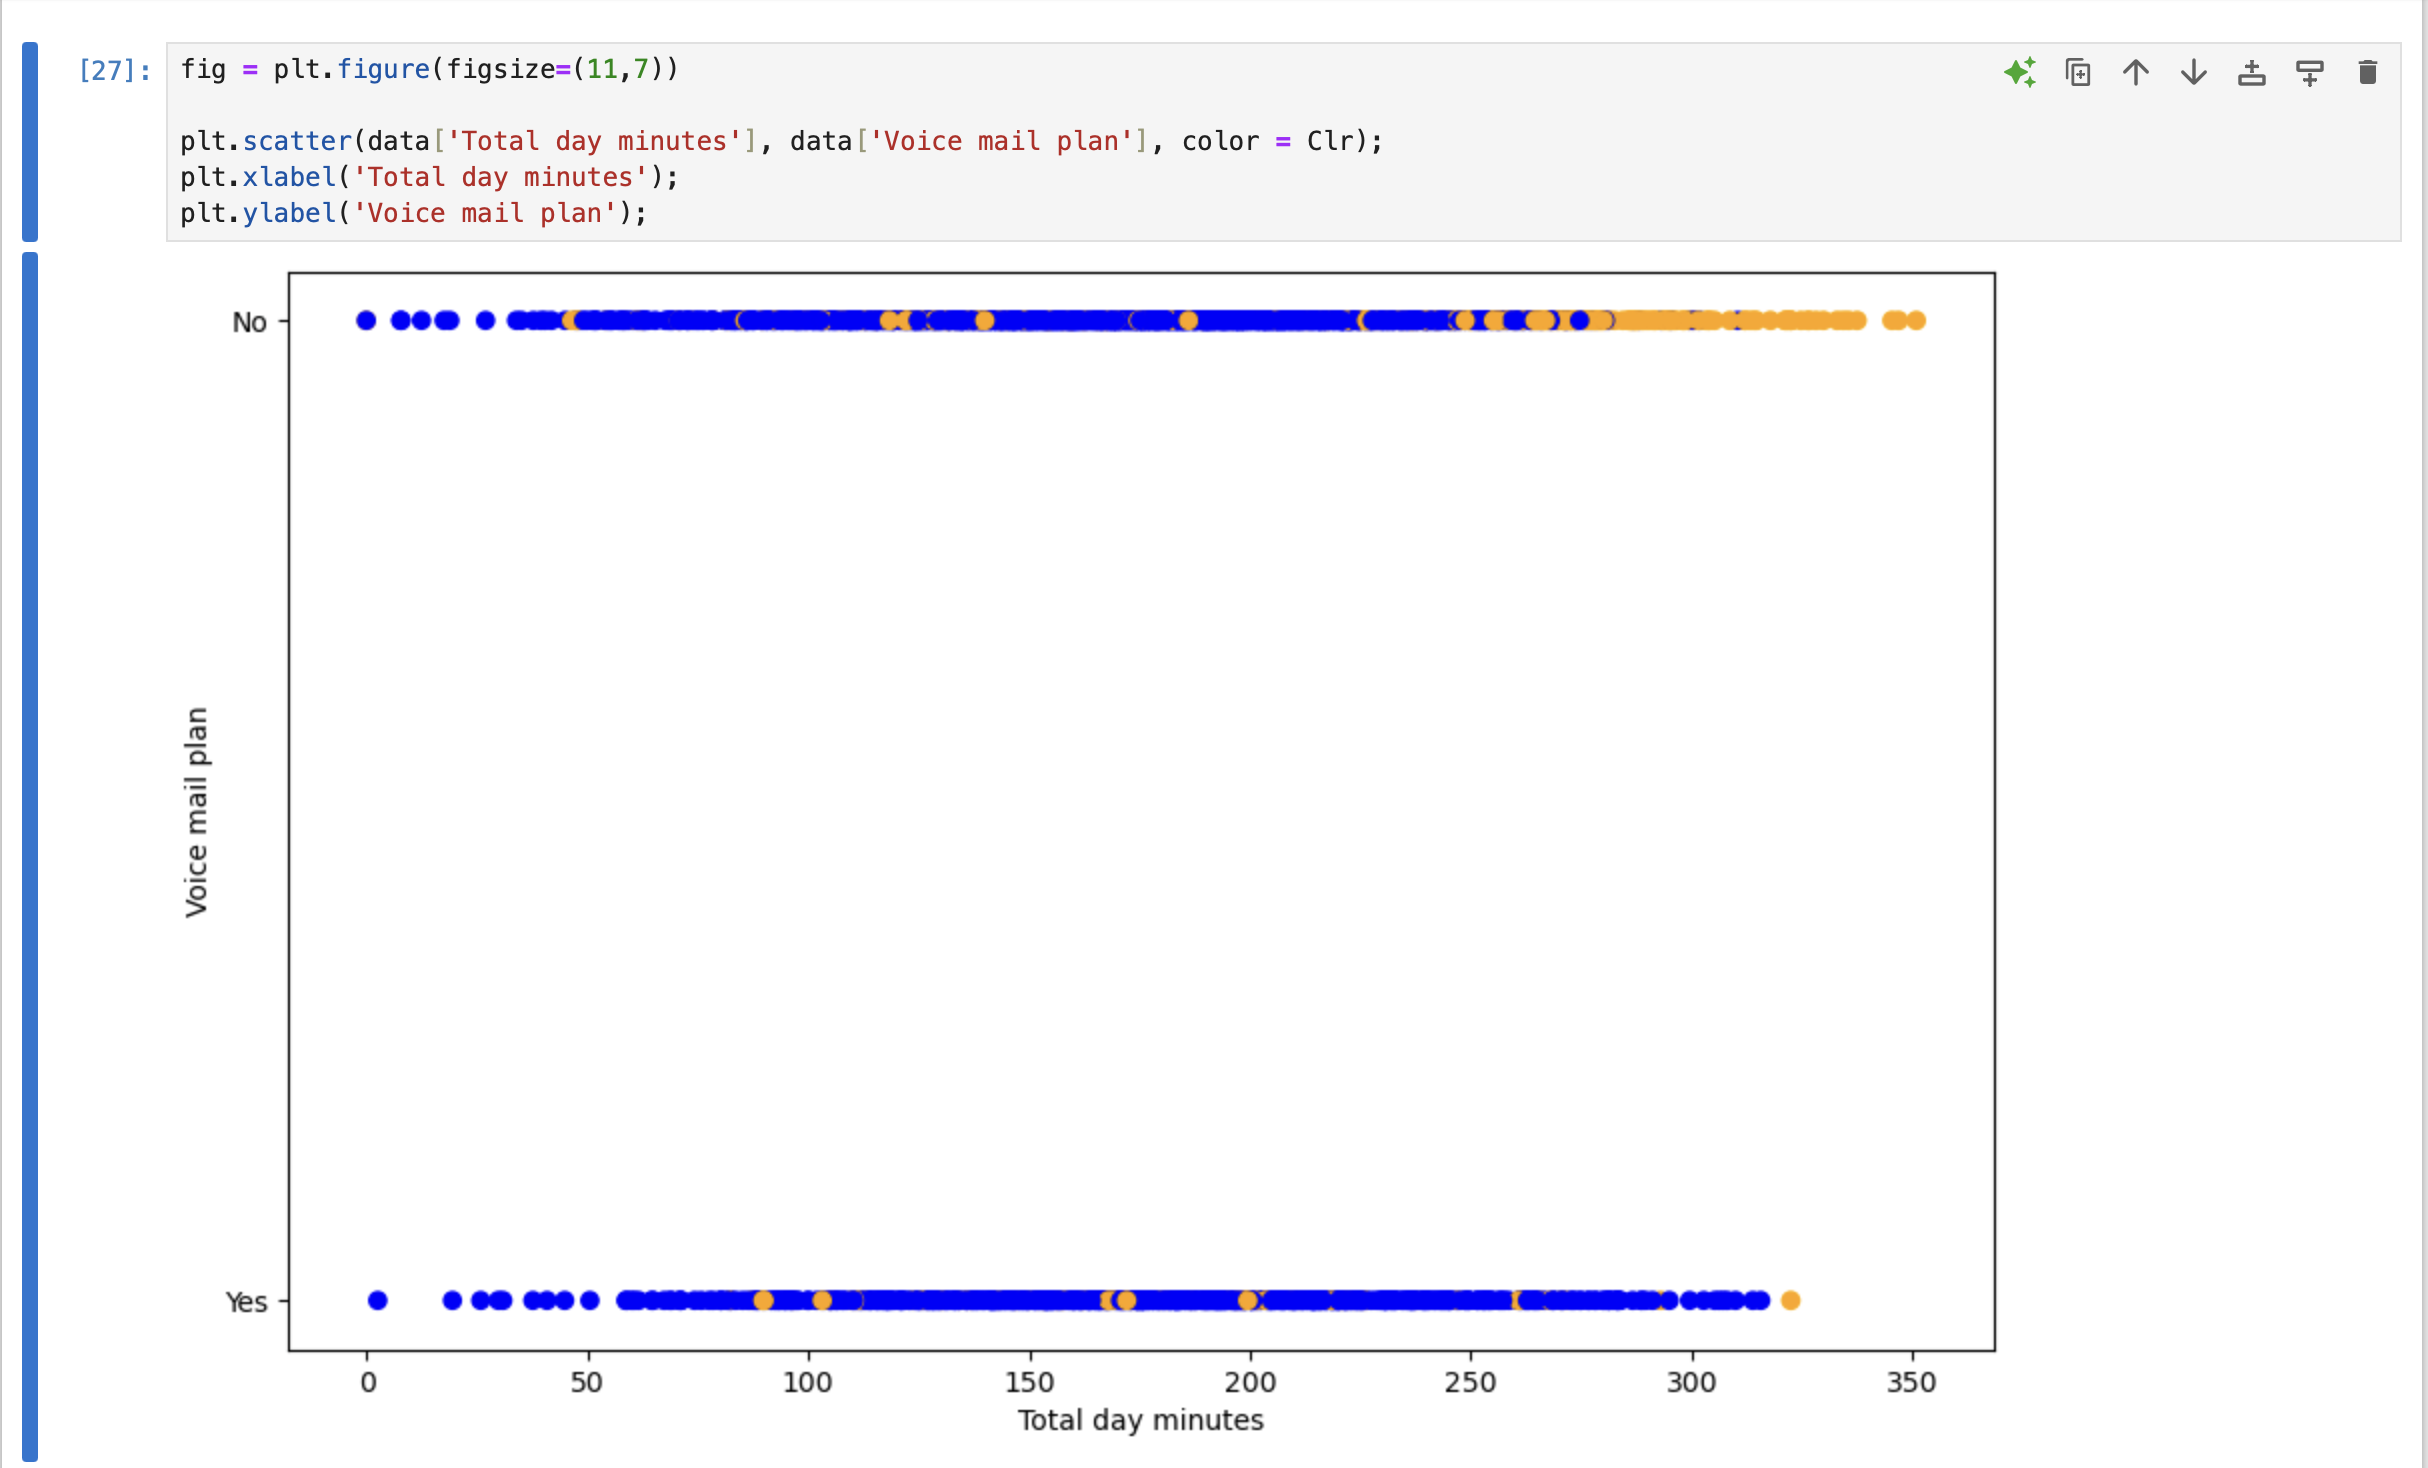 [27]: fig = plt.figure(figsize=(11,7))
plt.scatter(data['Total day minutes'], data['Voice mail plan'], color = Clr);
plt.xlabel('Total day minutes');
plt.ylabel('Voice mail plan');
No
Voice mail plan
Yes
0 50 100 150 200 250 300 350
Total day minutes